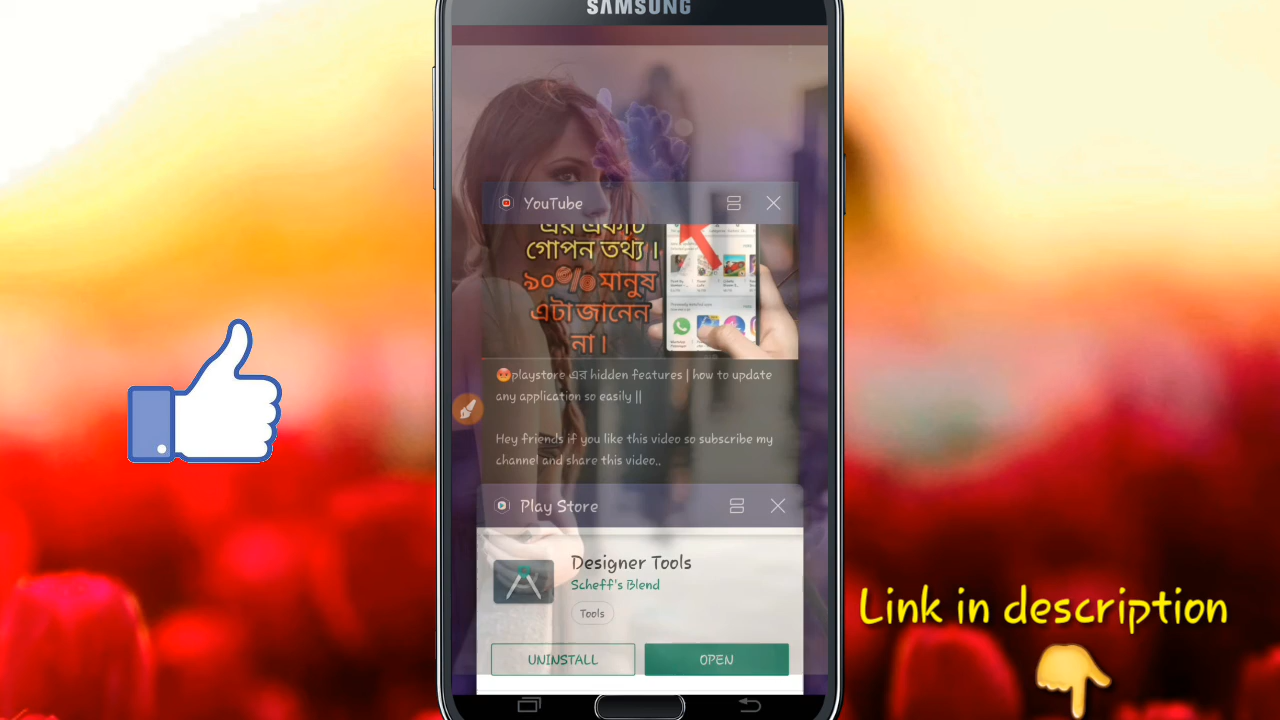 SAMSUNG
YouTube
এর একটি
গোপন তথ্য ।
৯০%মানুষ
এটা জানেন
না ।
playstore এর hidden features | how to update
any application so easily ||
Hey friends if you like this video so subscribe my
channel and share this video..
Play Store
Designer Tools
Scheff's Blend
Tools
UNINSTALL
OPEN
Link in description